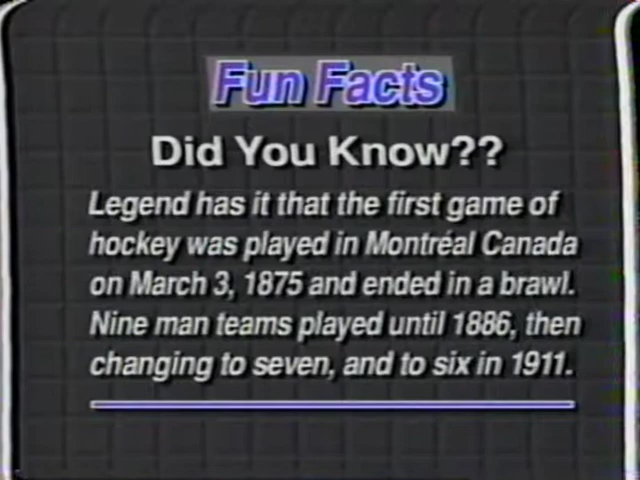 Fun Facts
Did You Know??
Legend has it that the first game of
hockey was played in Montréal Canada
on March 3, 1875 and ended in a brawl.
Nine man teams played until 1886, then
changing to seven, and to six in 1911.